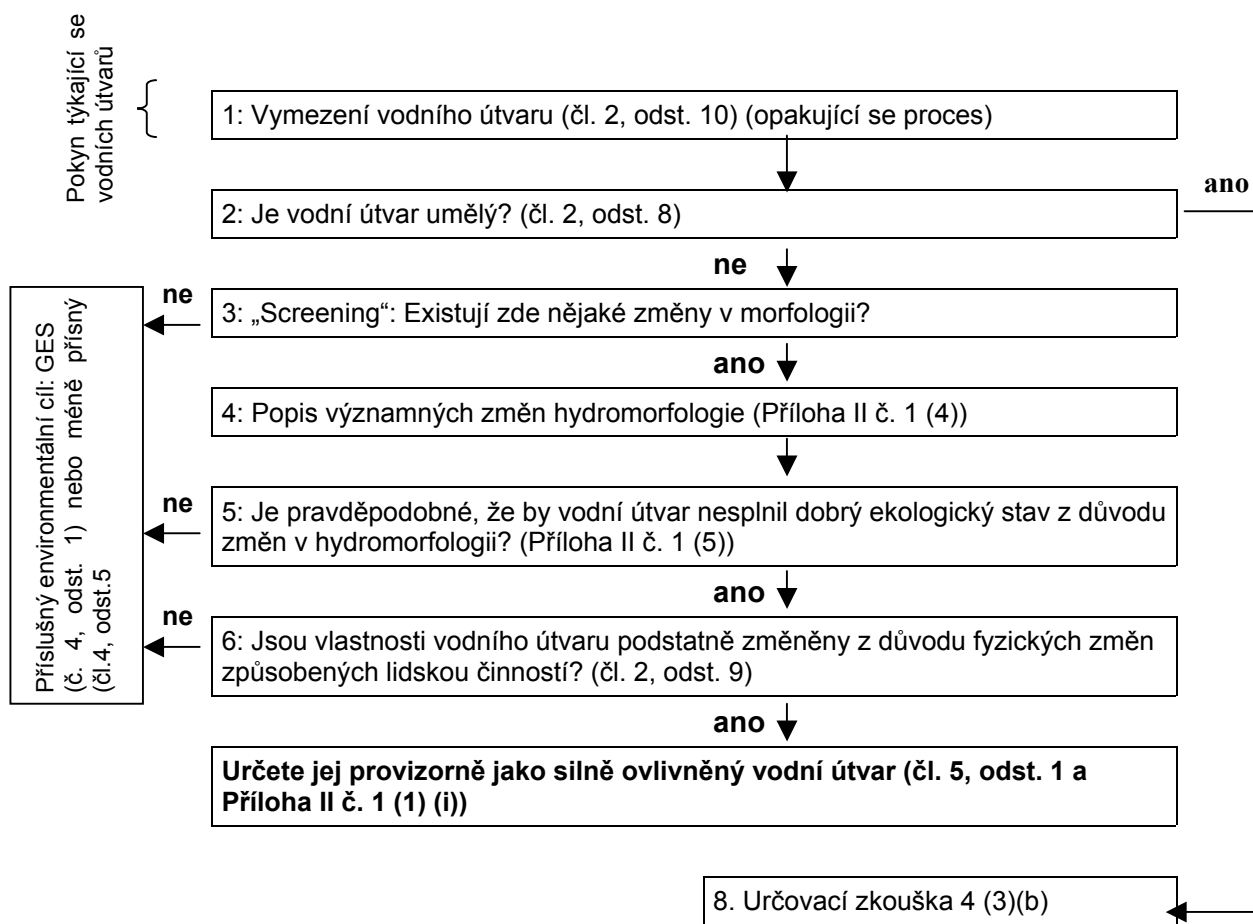 Pokyn týkající se
vodních útvarů
1: Vymezení vodního útvaru (čl. 2, odst. 10) (opakující se proces)
ano
2: Je vodní útvar umělý? (čl. 2, odst. 8)
ne
Příslušný environmentální cíl: GES
(č. 4, odst. 1) nebo méně přísný
(čl.4, odst.5
ne
3: „Screening“: Existují zde nějaké změny v morfologii?
ano
4: Popis významných změn hydromorfologie (Příloha II č. 1 (4))
ne
5: Je pravděpodobné, že by vodní útvar nesplnil dobrý ekologický stav z důvodu
změn v hydromorfologii? (Příloha II č. 1 (5))
ano
ne
6: Jsou vlastnosti vodního útvaru podstatně změněny z důvodu fyzických změn
způsobených lidskou činností? (čl. 2, odst. 9)
ano
Určete jej provizorně jako silně ovlivněný vodní útvar (čl. 5, odst. 1 a
Příloha II č. 1 (1) (i))
8. Určovací zkouška 4 (3)(b)